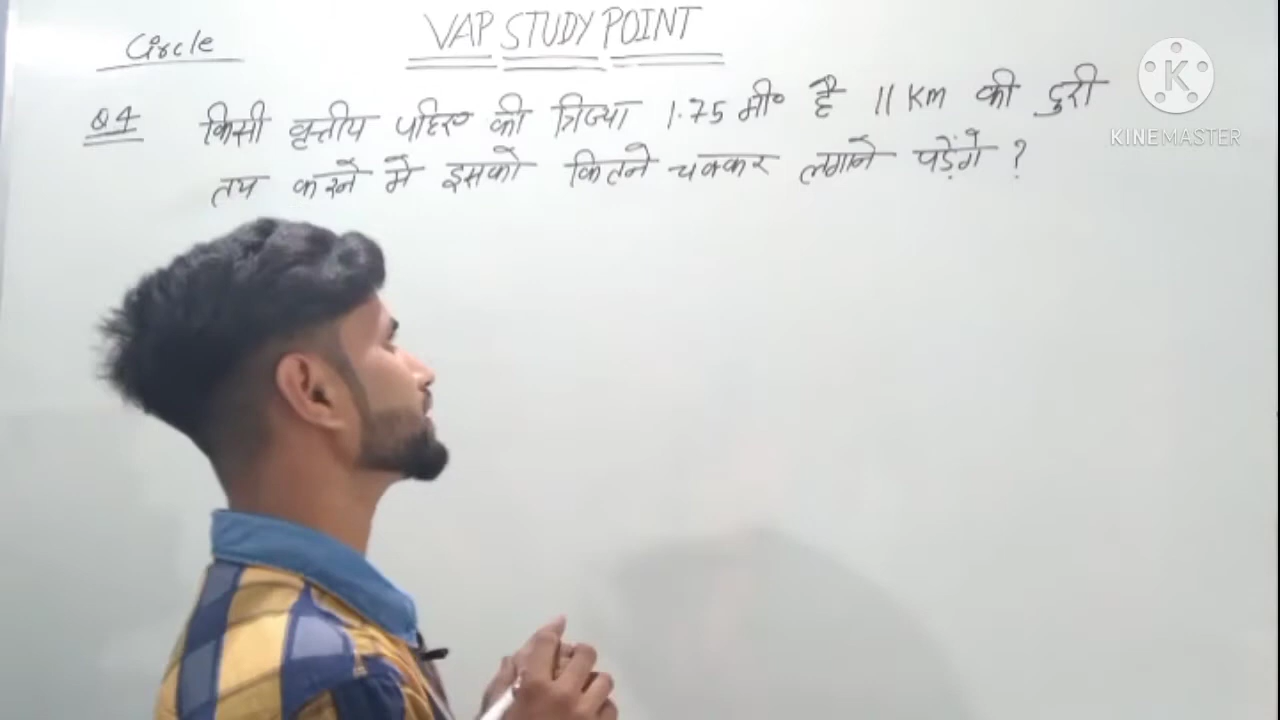 Circle
VAP STUDY POINT
Q4 किसी वृत्तीय पहिए की त्रिज्या 1.75 मी० है 11 Km की दुरी
तय करने मे इसको कितने चक्कर लगाने पड़ेंगे ?
K
KINEMASTER